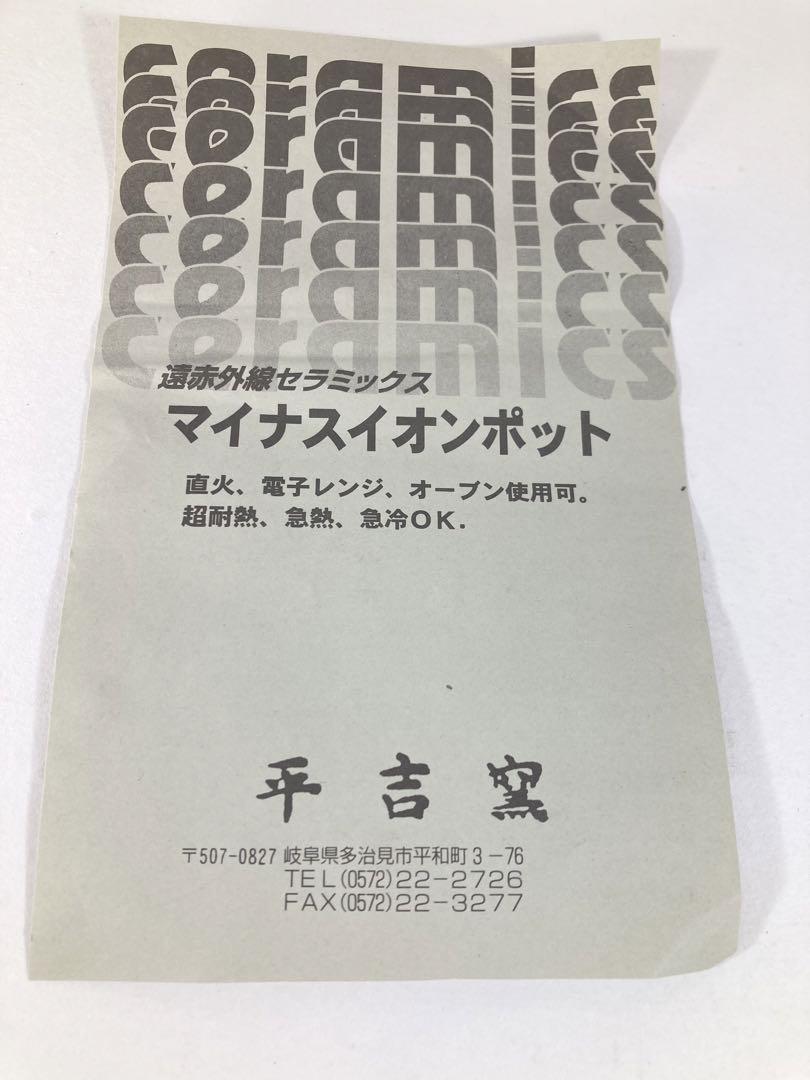 ceramics
ceramics
ceramics
ceramics
ceramics
ceramics
ceramics
遠赤外線セラミックス
マイナスイオンポット
直火、電子レンジ、オーブン使用可。
超耐熱、急熱、急冷OK.
平吉窯
〒507-0827 岐阜県多治見市平和町3-76
TEL(0572)22-2726
FAX(0572)22-3277